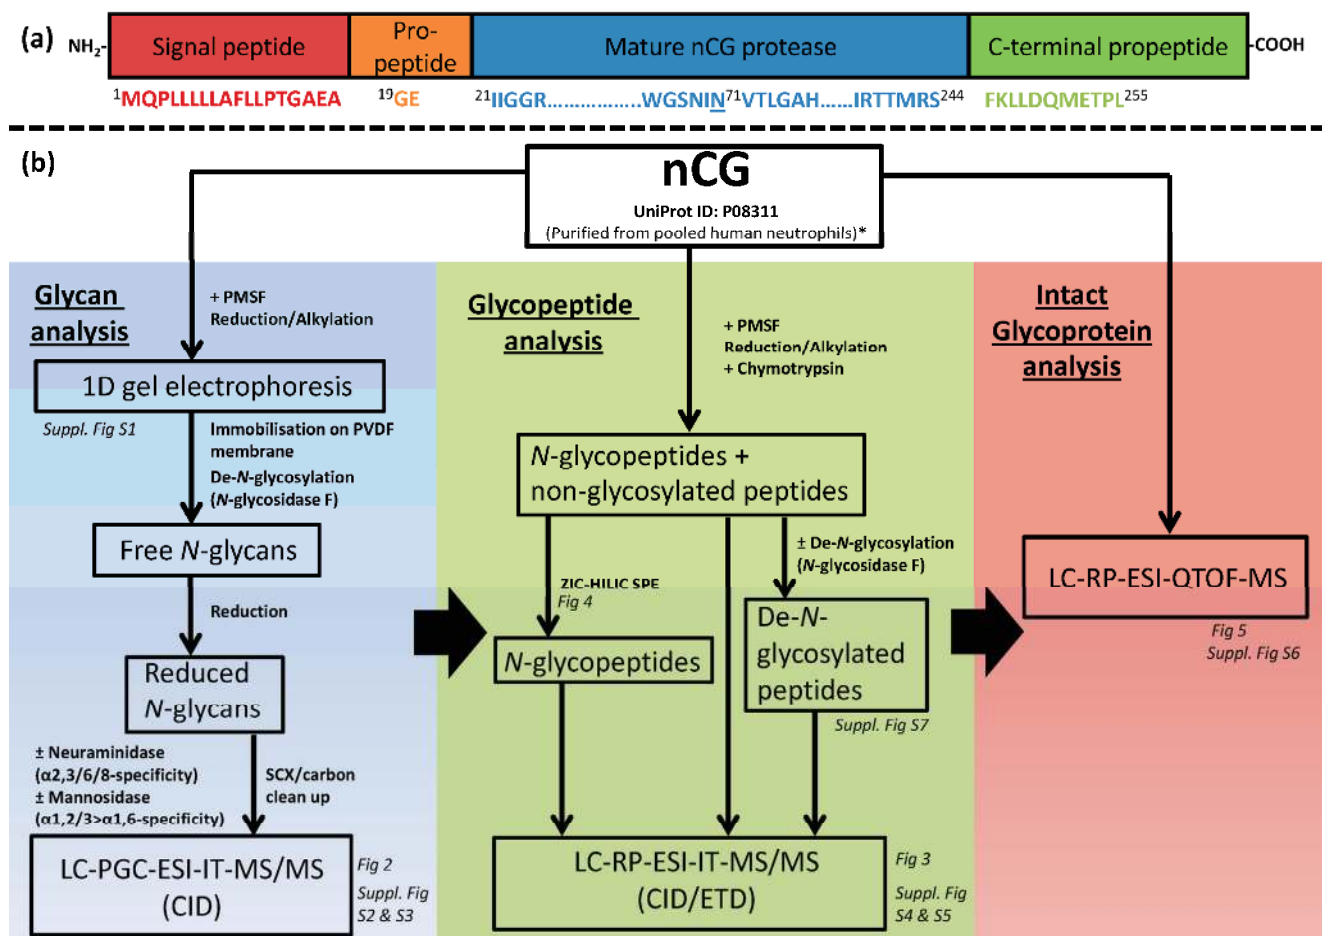 (a)
NH2-
Signal peptide
Pro-
peptide
Mature nCG protease
C-terminal propeptide
-COOH
1MQPLLLLLAFLLPTGAEA
19GE
21IIGGR……………..WGSNIN71VTLGAH……IRTTMRS244
FKLLDQMETPL255
(b)
nCG
UniProt ID: P08311
(Purified from pooled human neutrophils)*
Glycan
analysis
+ PMSF
Reduction/Alkylation
1D gel electrophoresis
Suppl. Fig S1
Immobilisation on PVDF
membrane
De-N-glycosylation
(N-glycosidase F)
Free N-glycans
Reduction
Reduced
N-glycans
± Neuraminidase
(α2,3/6/8-specificity)
± Mannosidase
(α1,2/3>α1,6-specificity)
SCX/carbon
clean up
LC-PGC-ESI-IT-MS/MS
(CID)
Fig 2
Suppl. Fig
S2 & S3
Glycopeptide
analysis
+ PMSF
Reduction/Alkylation
+ Chymotrypsin
N-glycopeptides +
non-glycosylated peptides
ZIC-HILIC SPE
Fig 4
± De-N-glycosylation
(N-glycosidase F)
N-glycopeptides
De-N-
glycosylated
peptides
Suppl. Fig S7
LC-RP-ESI-IT-MS/MS
(CID/ETD)
Fig 3
Suppl. Fig
S4 & S5
Intact
Glycoprotein
analysis
LC-RP-ESI-QTOF-MS
Fig 5
Suppl. Fig S6